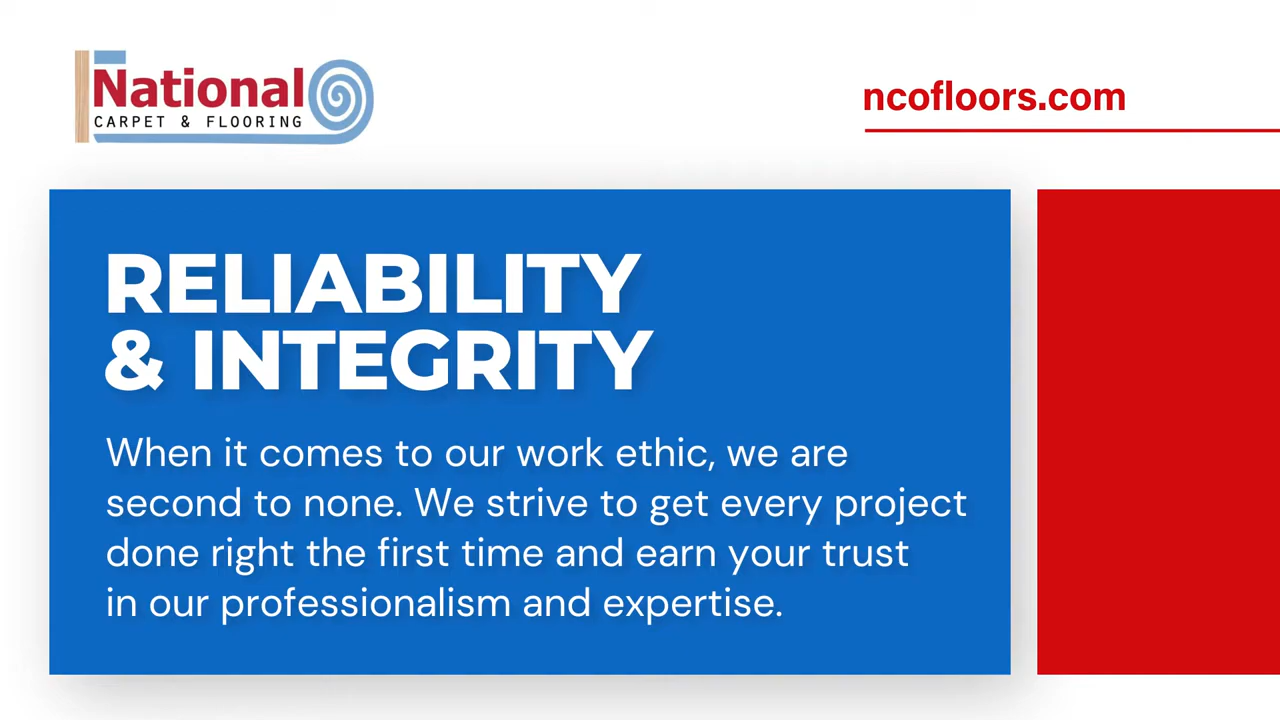 National
CARPET & FLOORING
ncofloors.com
RELIABILITY
& INTEGRITY
When it comes to our work ethic, we are
second to none. We strive to get every project
done right the first time and earn your trust
in our professionalism and expertise.